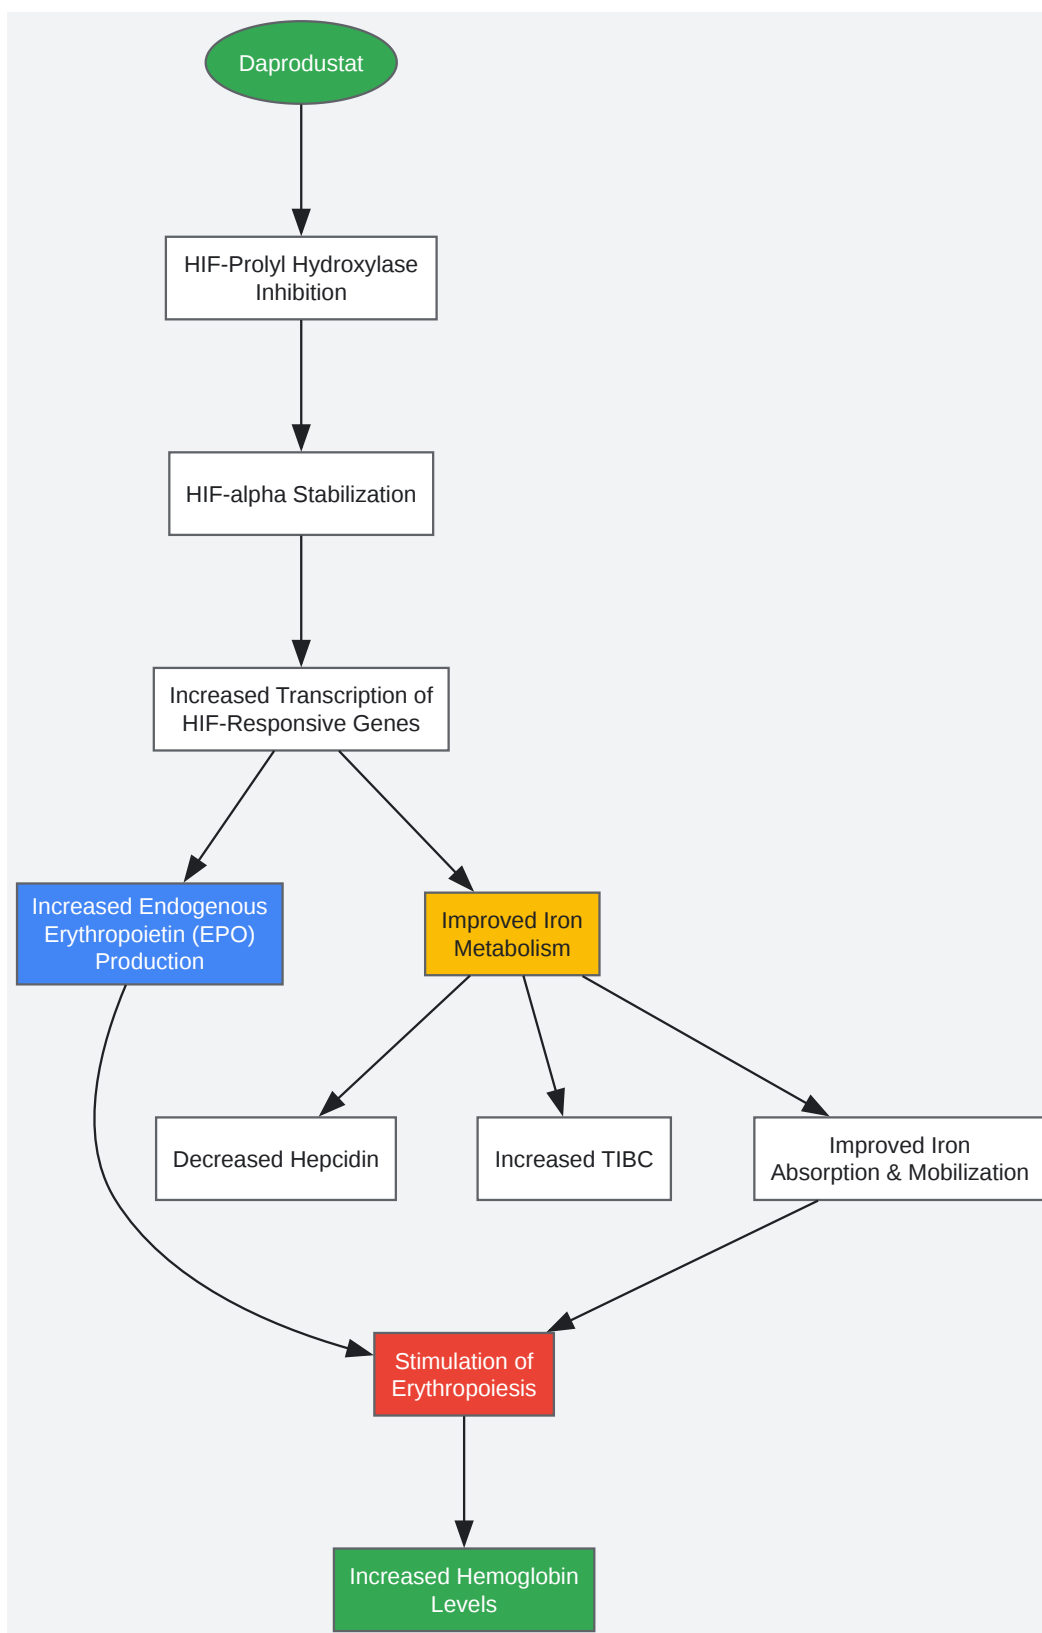 Daprodustat
HIF-Prolyl Hydroxylase
Inhibition
HIF-alpha Stabilization
Increased Transcription of
HIF-Responsive Genes
Increased Endogenous
Erythropoietin (EPO)
Production
Improved Iron
Metabolism
Decreased Hepcidin
Increased TIBC
Improved Iron
Absorption & Mobilization
Stimulation of
Erythropoiesis
Increased Hemoglobin
Levels